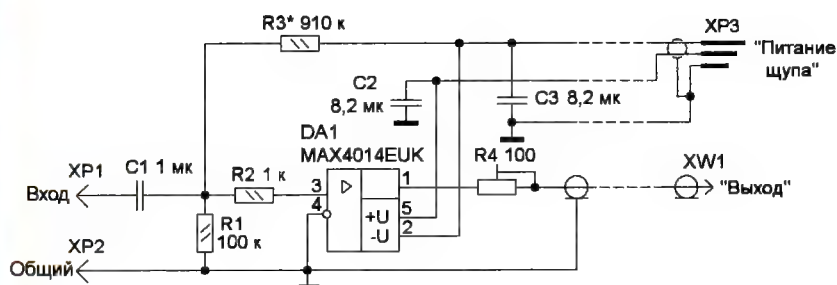 R3* 910 к
XP3
"Питание
щупа"
C2
8,2 мк
C3 8,2 мк
DA1
MAX4014EUK
R4 100
XW1
"Выход"
XP1
Вход
C1 1 мк
R2 1 к
3
4
1
+U
-U
5
2
R1
100 к
XP2
Общий